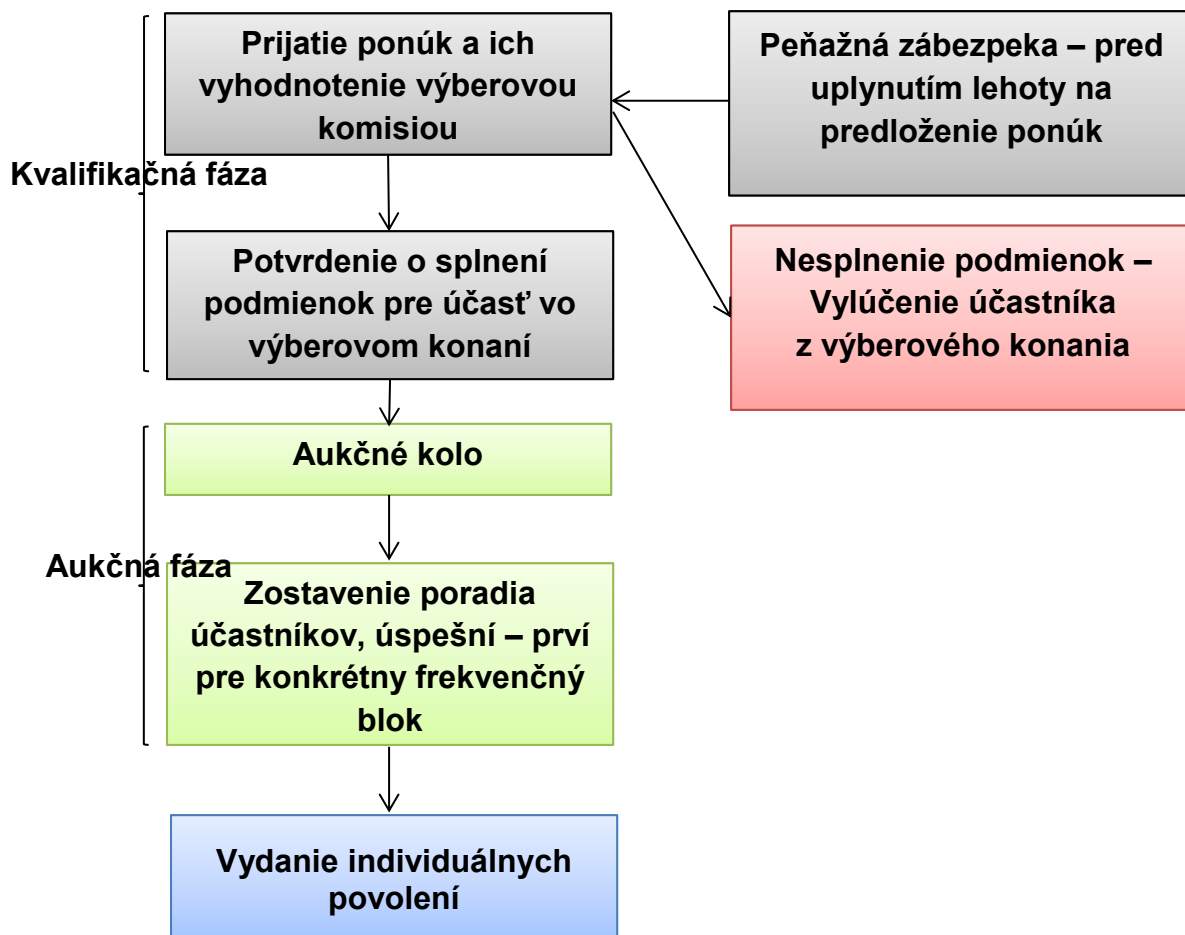 Prijatie ponúk a ich
vyhodnotenie výberovou
komisiou
Peňažná zábezpeka – pred
uplynutím lehoty na
predloženie ponúk
Kvalifikačná fáza
Potvrdenie o splnení
podmienok pre účasť vo
výberovom konaní
Nesplnenie podmienok –
Vylúčenie účastníka
z výberového konania
Aukčné kolo
Aukčná fáza
Zostavenie poradia
účastníkov, úspešní – prví
pre konkrétny frekvenčný
blok
Vydanie individuálnych
povolení